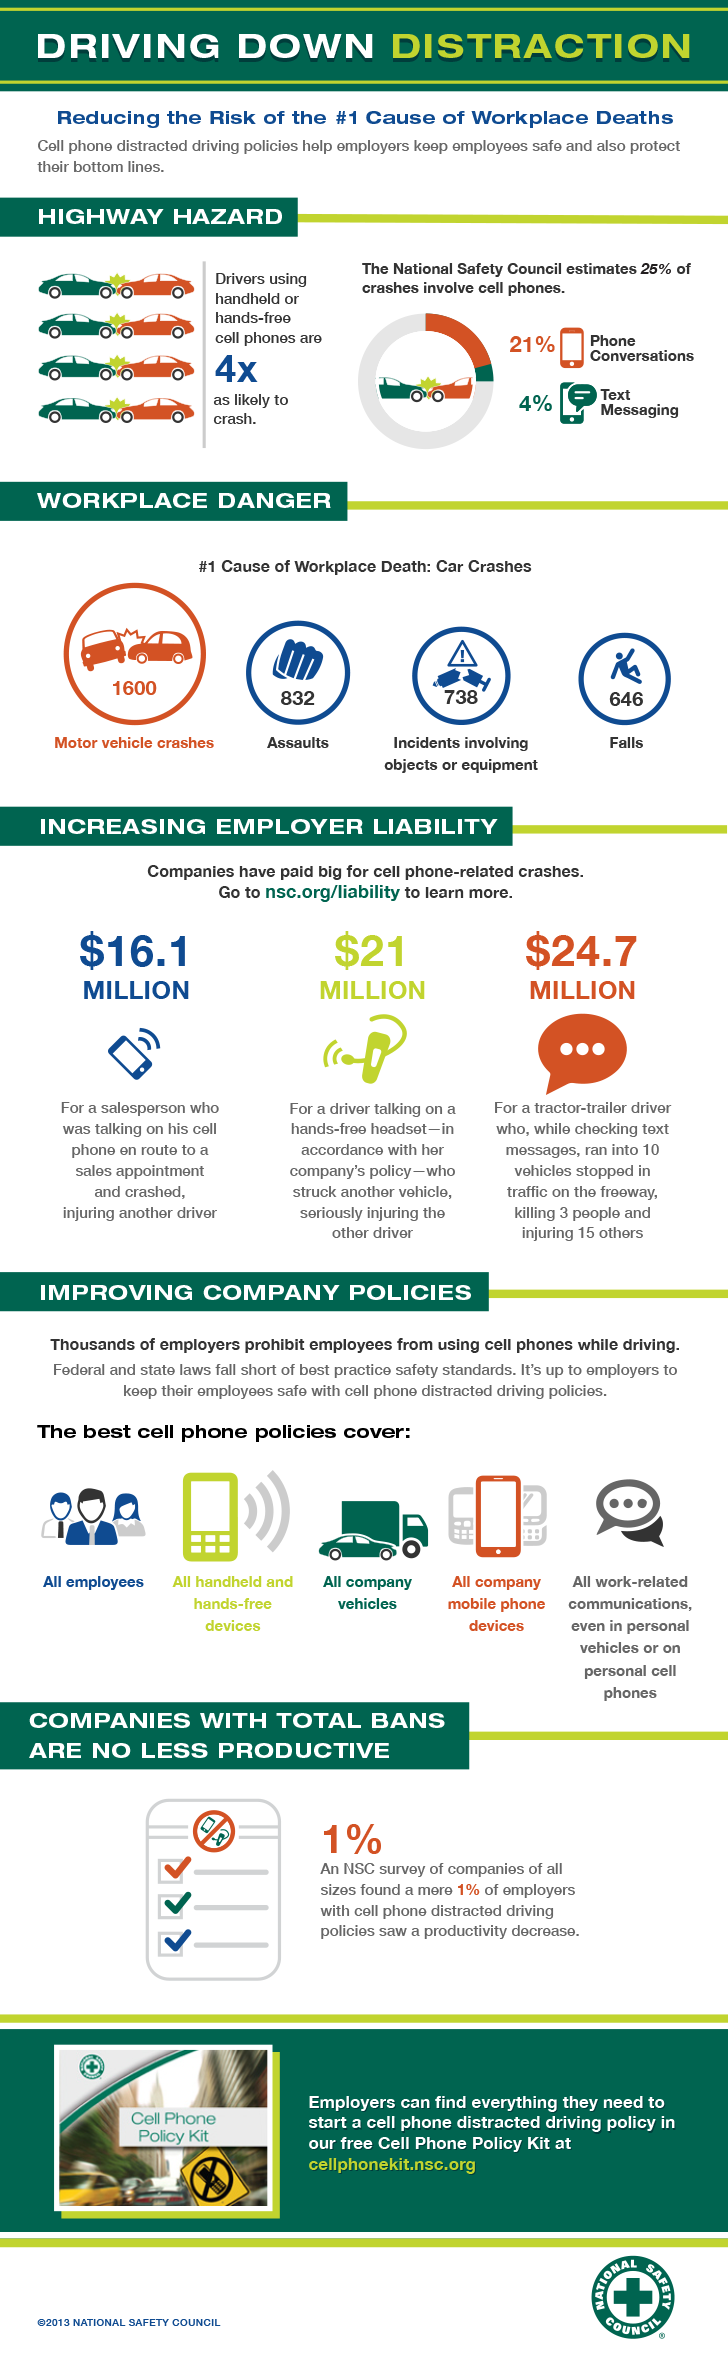 DRIVING DOWN DISTRACTION
Reducing the Risk of the #1 Cause of Workplace Deaths
Cell phone distracted driving policies help employers keep employees safe and also protect
their bottom lines.
HIGHWAY HAZARD
Drivers using
handheld or
hands-free
cell phones are
4x
as likely to
crash.
The National Safety Council estimates 25% of
crashes involve cell phones.
21%
Phone
Conversations
4%
Text
Messaging
WORKPLACE DANGER
#1 Cause of Workplace Death: Car Crashes
1600
Motor vehicle crashes
832
Assaults
!
738
Incidents involving
objects or equipment
646
Falls
INCREASING EMPLOYER LIABILITY
Companies have paid big for cell phone-related crashes.
Go to nsc.org/liability to learn more.
$16.1
MILLION
For a salesperson who
was talking on his cell
phone en route to a
sales appointment
and crashed,
injuring another driver
$21
MILLION
For a driver talking on a
hands-free headset—in
accordance with her
company's policy—who
struck another vehicle,
seriously injuring the
other driver
$24.7
MILLION
For a tractor-trailer driver
who, while checking text
messages, ran into 10
vehicles stopped in
traffic on the freeway,
killing 3 people and
injuring 15 others
IMPROVING COMPANY POLICIES
Thousands of employers prohibit employees from using cell phones while driving.
Federal and state laws fall short of best practice safety standards. It's up to employers to
keep their employees safe with cell phone distracted driving policies.
The best cell phone policies cover:
All employees
All handheld and
hands-free
devices
All company
vehicles
All company
mobile phone
devices
All work-related
communications,
even in personal
vehicles or on
personal cell
phones
COMPANIES WITH TOTAL BANS
ARE NO LESS PRODUCTIVE
1%
An NSC survey of companies of all
sizes found a mere 1% of employers
with cell phone distracted driving
policies saw a productivity decrease.
Cell Phone
Policy Kit
Employers can find everything they need to
start a cell phone distracted driving policy in
our free Cell Phone Policy Kit at
cellphonekit.nsc.org
©2013 NATIONAL SAFETY COUNCIL
NATIONAL SAFETY COUNCIL ®